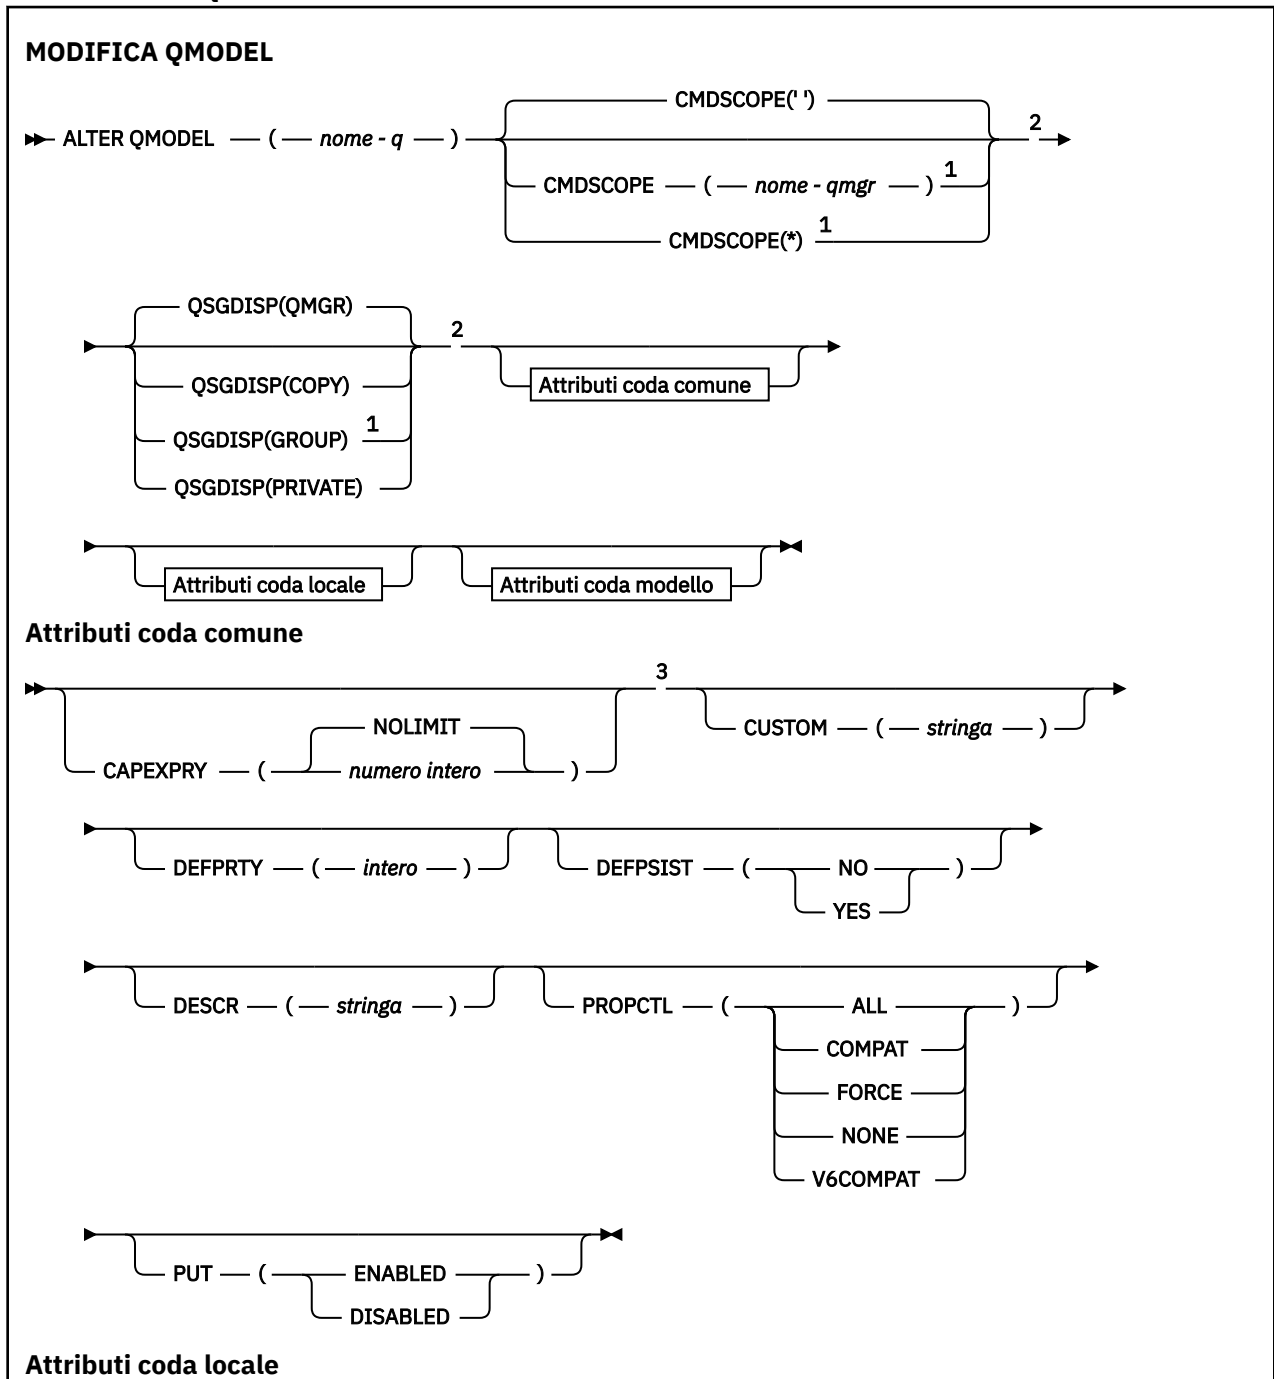 MODIFICA QMODEL
CMDSCOPE(' ')
ALTER QMODEL ( nome - q ) 2
CMDSCOPE ( nome - qmgr ) 1
CMDSCOPE(*) 1
QSGDISP(QMGR) 2
QSGDISP(COPY) Attributi coda comune
QSGDISP(GROUP) 1
QSGDISP(PRIVATE)
Attributi coda locale Attributi coda modello
Attributi coda comune
3
NOLIMIT CUSTOM ( stringa )
CAPEXPRY ( numero intero )
DEFPRTY ( intero ) DEFPSIST ( NO )
YES
DESCR ( stringa ) PROPCTL ( ALL )
COMPAT
FORCE
NONE
V6COMPAT
PUT ( ENABLED )
DISABLED
Attributi coda locale